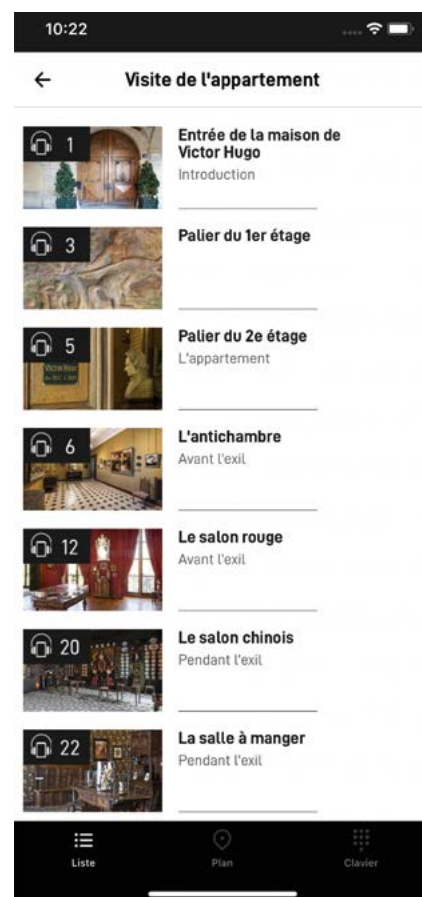 10:22
Visite de l'appartement
1
Entrée de la maison de
Victor Hugo
Introduction
3
Palier du 1er étage
5
Palier du 2e étage
L'appartement
VICTOR HUGO
6
L'antichambre
Avant l'exil
12
Le salon rouge
Avant l'exil
20
Le salon chinois
Pendant l'exil
22
La salle à manger
Pendant l'exil
Liste
Plan
Clavier